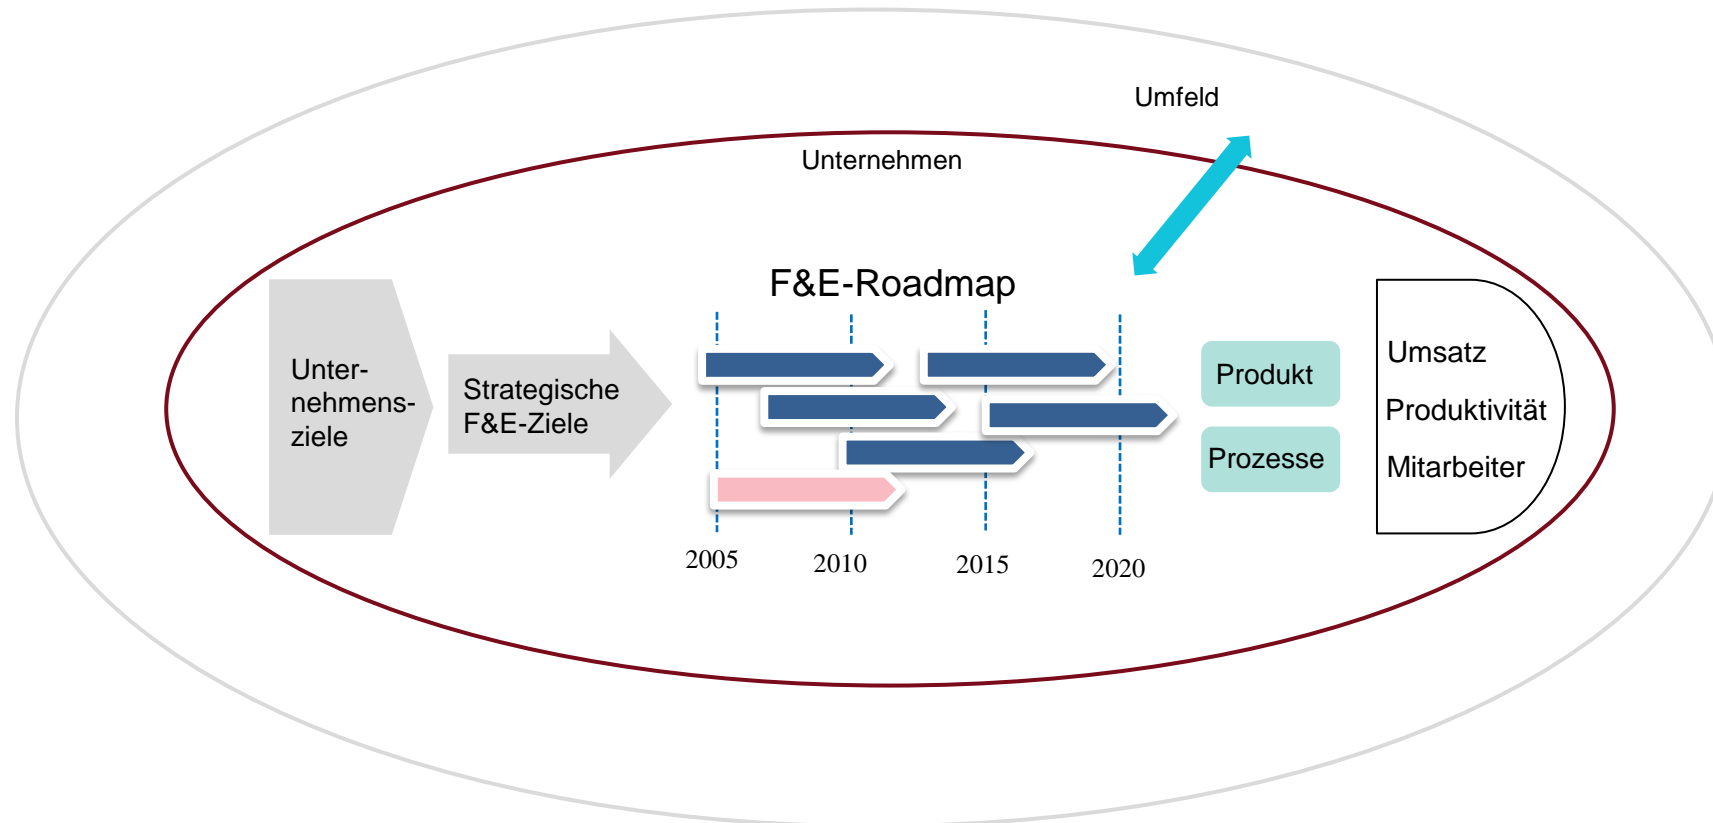 Umfeld
Unternehmen
F&E-Roadmap
Unter-
nehmens-
ziele
Strategische
F&E-Ziele
2005
2010
2015
2020
Produkt
Prozesse
Umsatz
Produktivität
Mitarbeiter